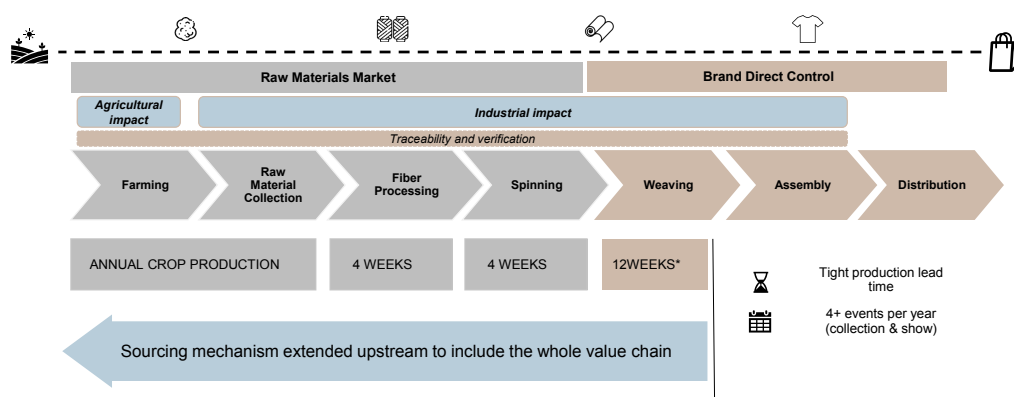 Raw Materials Market
Brand Direct Control
Agricultural
impact
Industrial impact
Traceability and verification
Farming
Raw
Material
Collection
Fiber
Processing
Spinning
Weaving
Assembly
Distribution
ANNUAL CROP PRODUCTION
4 WEEKS
4 WEEKS
12WEEKS*
Tight production lead
time
4+ events per year
(collection & show)
Sourcing mechanism extended upstream to include the whole value chain